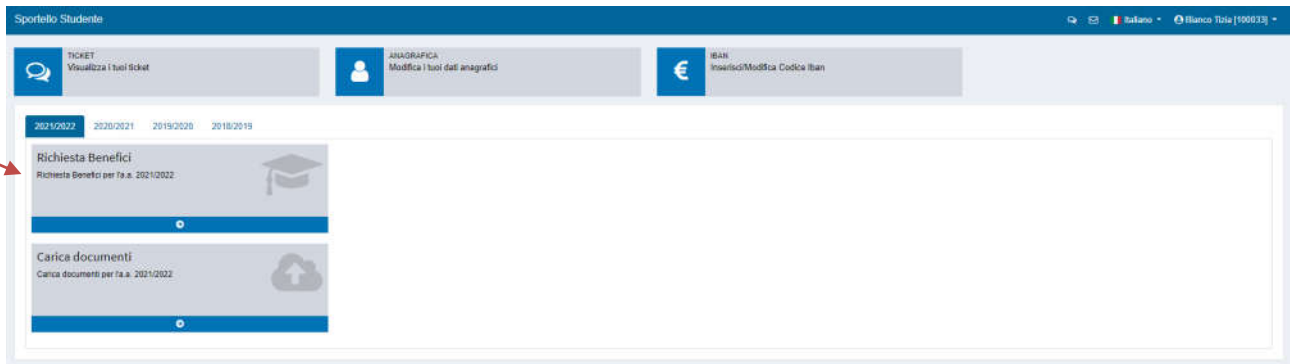 Sportello Studente
Italiano
Bianco Tizia [100033]
TICKET
Visualizza i tuoi ticket
ANAGRAFICA
Modifica i tuoi dati anagrafici
IBAN
Inserisci/Modifica Codice Iban
2021/2022 2020/2021 2019/2020 2018/2019
Richiesta Benefici
Richiesta Benefici per l'a.a. 2021/2022
Carica documenti
Carica documenti per l'a.a. 2021/2022